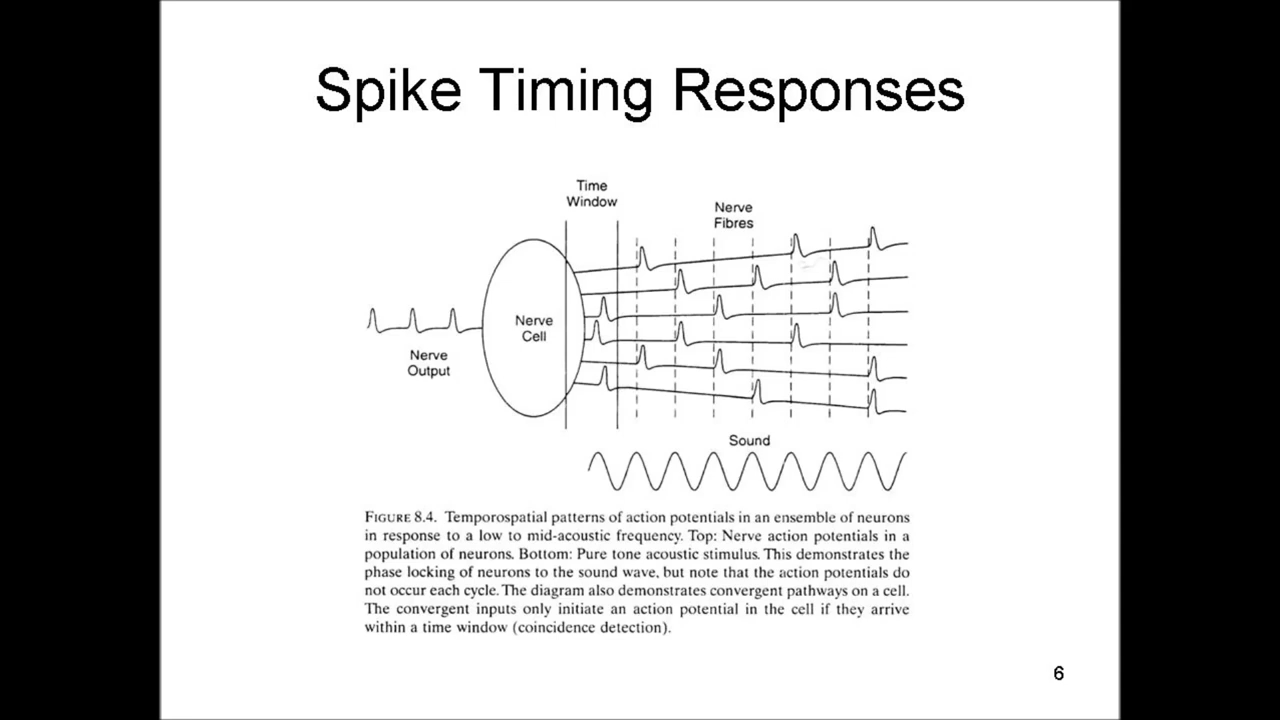 Spike Timing Responses
Time
Window
Nerve
Fibres
Nerve
Cell
Nerve
Output
Sound
FIGURE 8.4. Temporospatial patterns of action potentials in an ensemble of neurons
in response to a low to mid-acoustic frequency. Top: Nerve action potentials in a
population of neurons. Bottom: Pure tone acoustic stimulus. This demonstrates the
phase locking of neurons to the sound wave, but note that the action potentials do
not occur each cycle. The diagram also demonstrates convergent pathways on a cell.
The convergent inputs only initiate an action potential in the cell if they arrive
within a time window (coincidence detection).
6